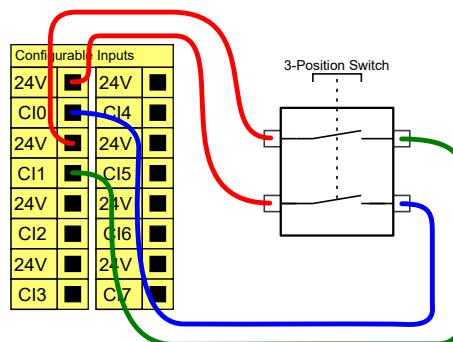 Configurable Inputs
3-Position Switch
24V 24V
CI0 CI4
24V 24V
CI1 CI5
24V 24V
CI2 CI6
24V 24V
CI3 CI7